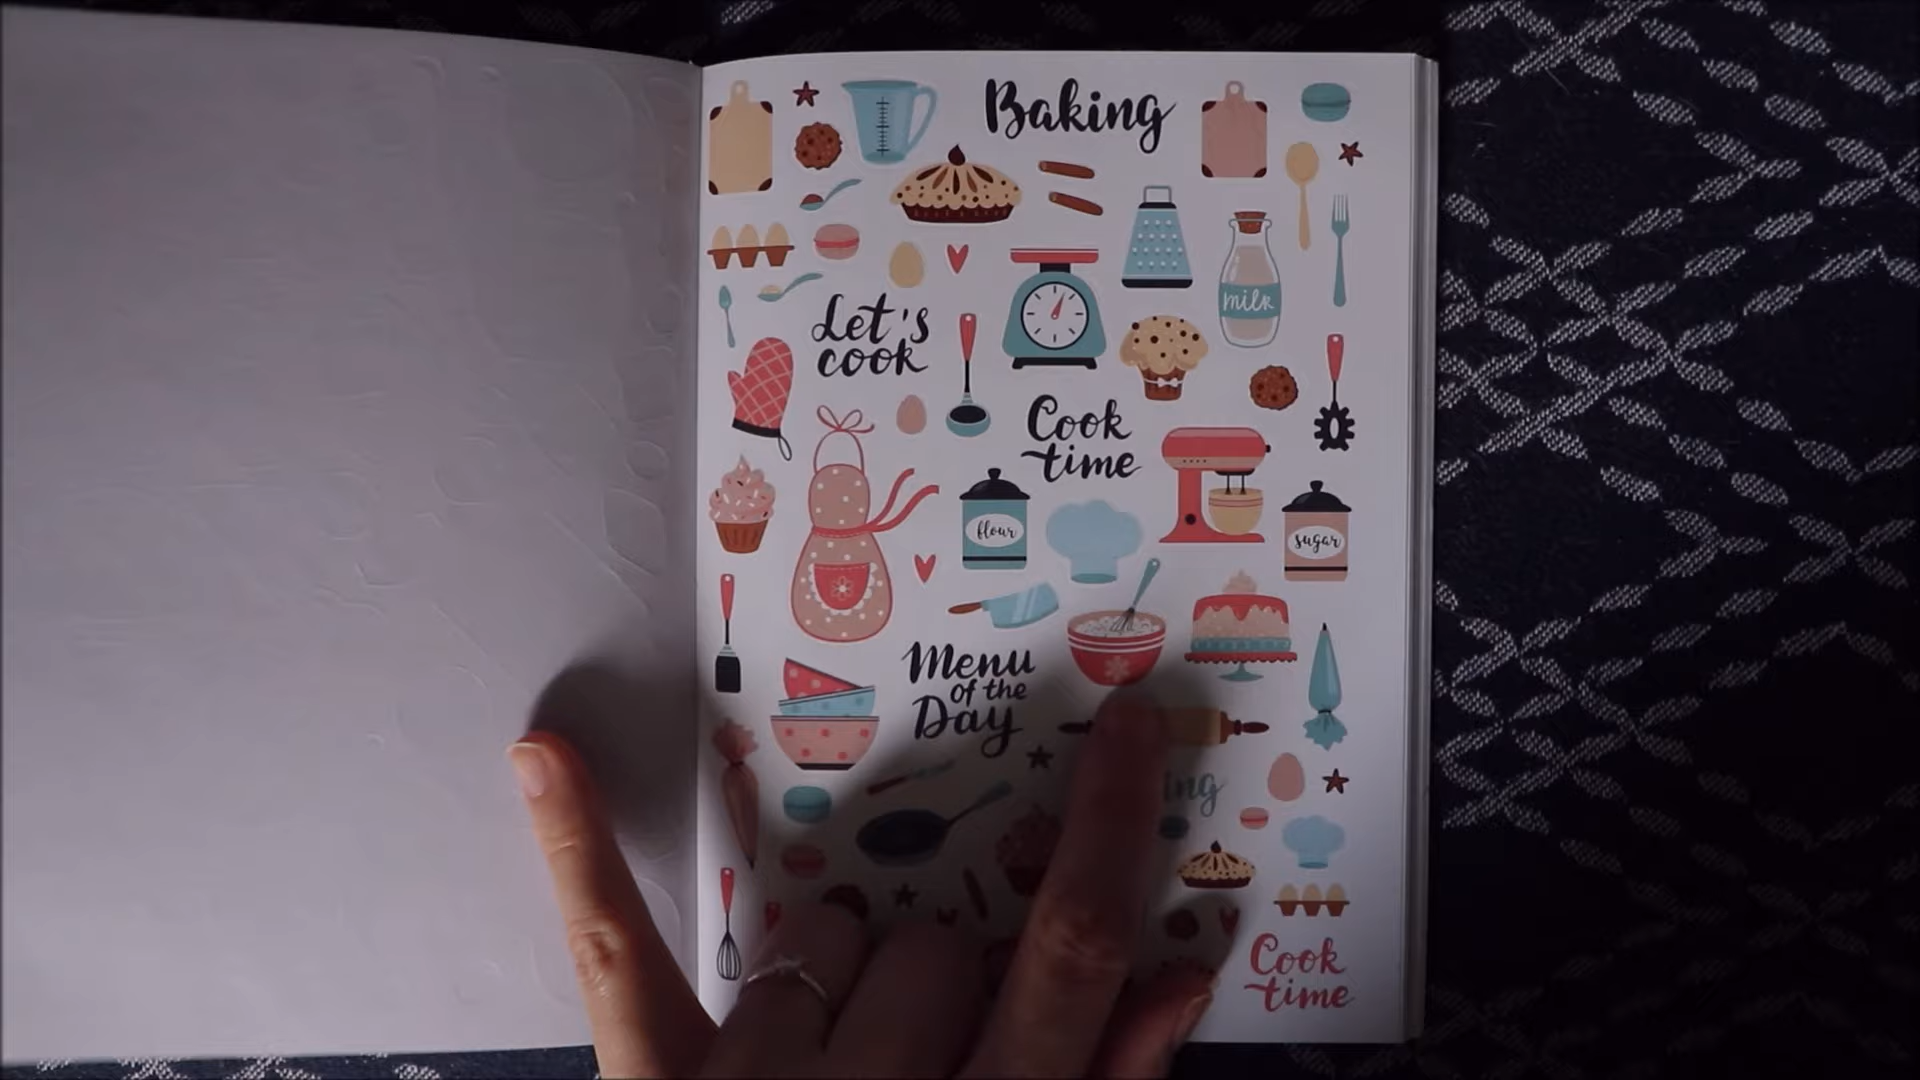 Baking
milk
Let's
cook
Cook
time
flour
sugar
Menu
of the
Day
Cook
time